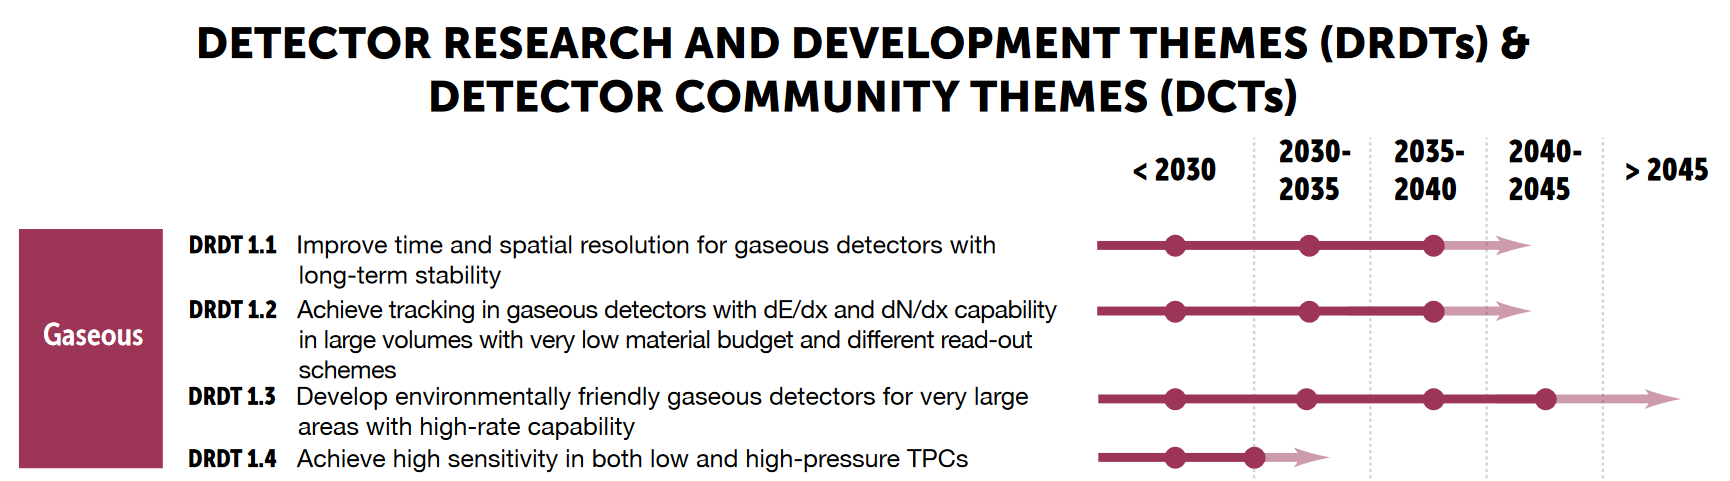 DETECTOR RESEARCH AND DEVELOPMENT THEMES (DRDTs) &
DETECTOR COMMUNITY THEMES (DCTs)
< 2030
2030-
2035
2035-
2040
2040-
2045
> 2045
Gaseous
DRDT 1.1 Improve time and spatial resolution for gaseous detectors with
long-term stability
DRDT 1.2 Achieve tracking in gaseous detectors with dE/dx and dN/dx capability
in large volumes with very low material budget and different read-out
schemes
DRDT 1.3 Develop environmentally friendly gaseous detectors for very large
areas with high-rate capability
DRDT 1.4 Achieve high sensitivity in both low and high-pressure TPCs